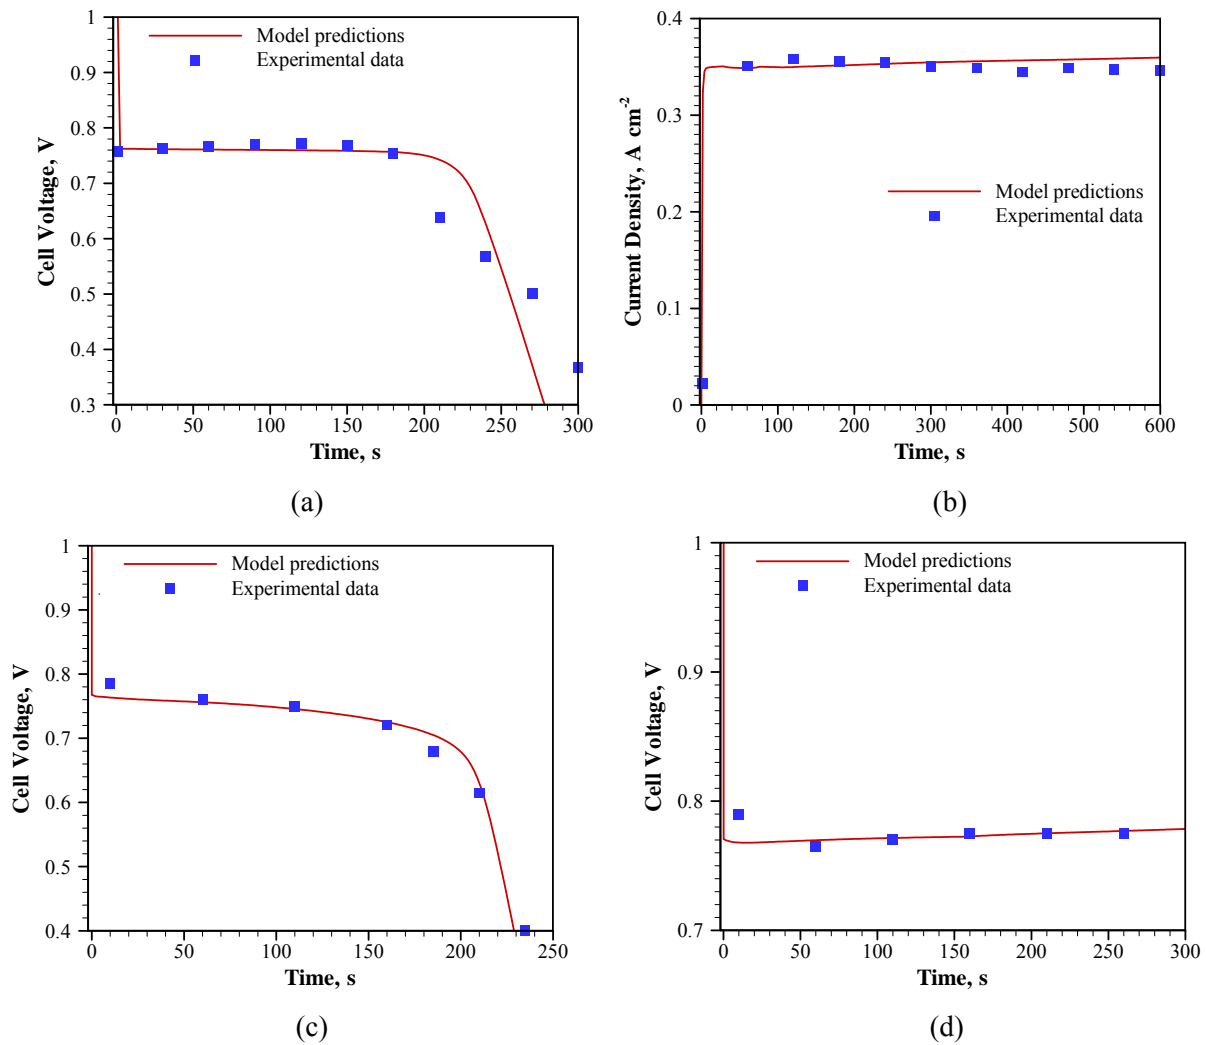 1
0.9
0.8
0.7
0.6
0.5
0.4
0.3
Cell Voltage, V
Model predictions
Experimental data
0 50 100 150 200 250 300
Time, s
(a)
0.4
0.3
0.2
0.1
0
Current Density, A cm-2
Model predictions
Experimental data
0 100 200 300 400 500 600
Time, s
(b)
1
0.9
0.8
0.7
0.6
0.5
0.4
Cell Voltage, V
Model predictions
Experimental data
0 50 100 150 200 250
Time, s
(c)
1
0.9
0.8
0.7
Cell Voltage, V
Model predictions
Experimental data
0 50 100 150 200 250 300
Time, s
(d)